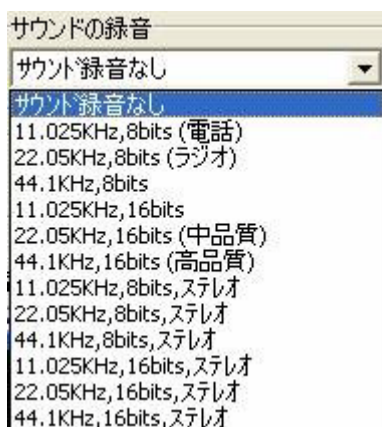 サウンドの録音
サウンド録音なし
サウンド録音なし
11.025KHz,8bits (電話)
22.05KHz,8bits (ラジオ)
44.1KHz,8bits
11.025KHz,16bits
22.05KHz,16bits (中品質)
44.1KHz,16bits (高品質)
11.025KHz,8bits,ステレオ
22.05KHz,8bits,ステレオ
44.1KHz,8bits,ステレオ
11.025KHz,16bits,ステレオ
22.05KHz,16bits,ステレオ
44.1KHz,16bits,ステレオ